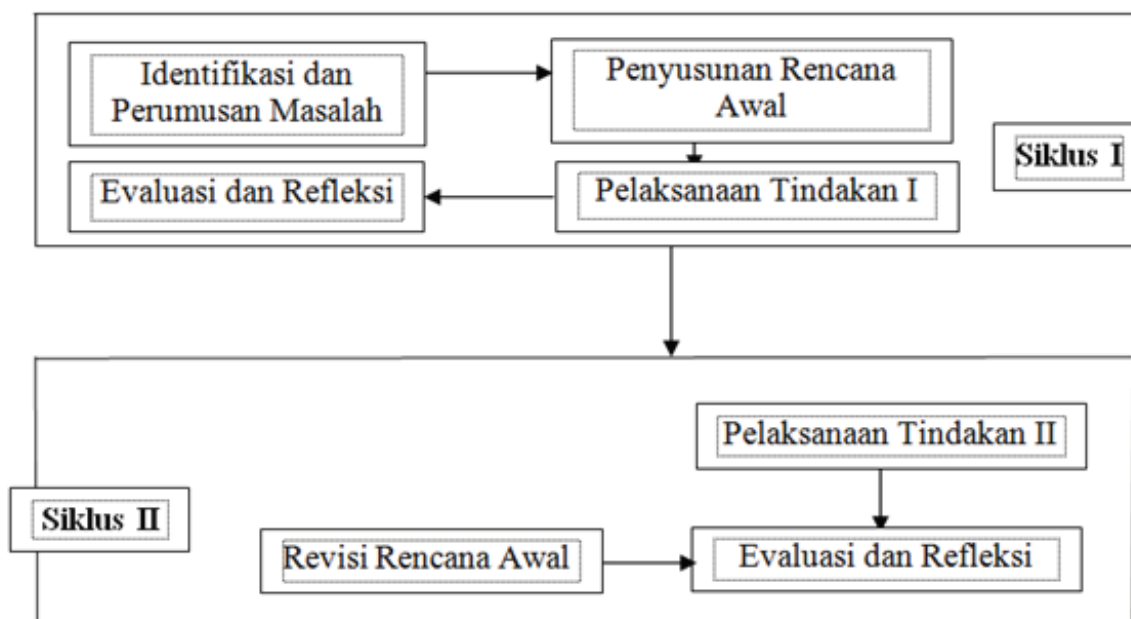 Identifikasi dan
Perumusan Masalah
Penyusunan Rencana
Awal
Siklus I
Evaluasi dan Refleksi
Pelaksanaan Tindakan I
Pelaksanaan Tindakan II
Siklus II
Revisi Rencana Awal
Evaluasi dan Refleksi